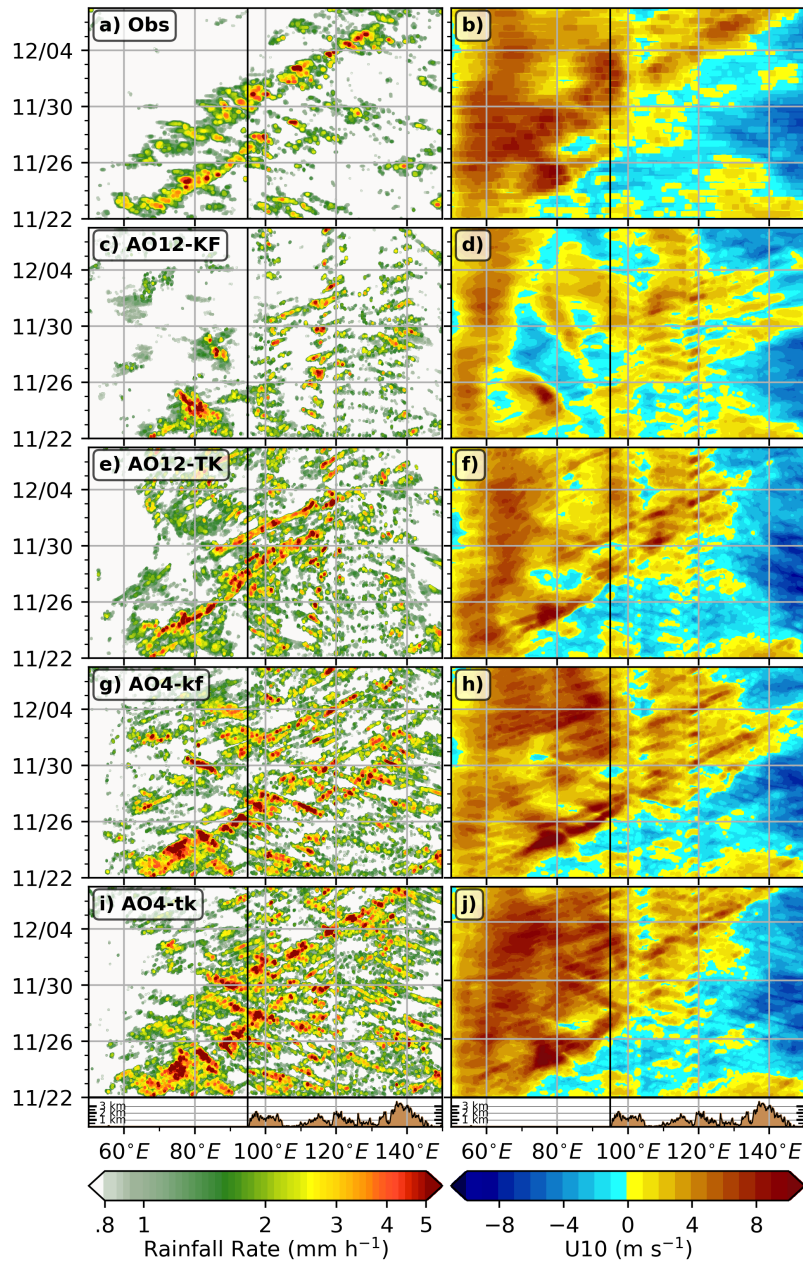 a) Obs
b)
12/04
11/30
11/26
11/22
c) AO12-KF
d)
12/04
11/30
11/26
11/22
e) AO12-TK
f)
12/04
11/30
11/26
11/22
g) AO4-kf
h)
12/04
11/30
11/26
11/22
i) AO4-tk
j)
12/04
11/30
11/26
11/22
3 km 3 km
2 km 2 km
1 km 1 km
60°E 80°E 100°E 120°E 140°E 60°E 80°E 100°E 120°E 140°E
.8 1 2 3 4 5 −8 −4 0 4 8
Rainfall Rate (mm h⁻¹) U10 (m s⁻¹)